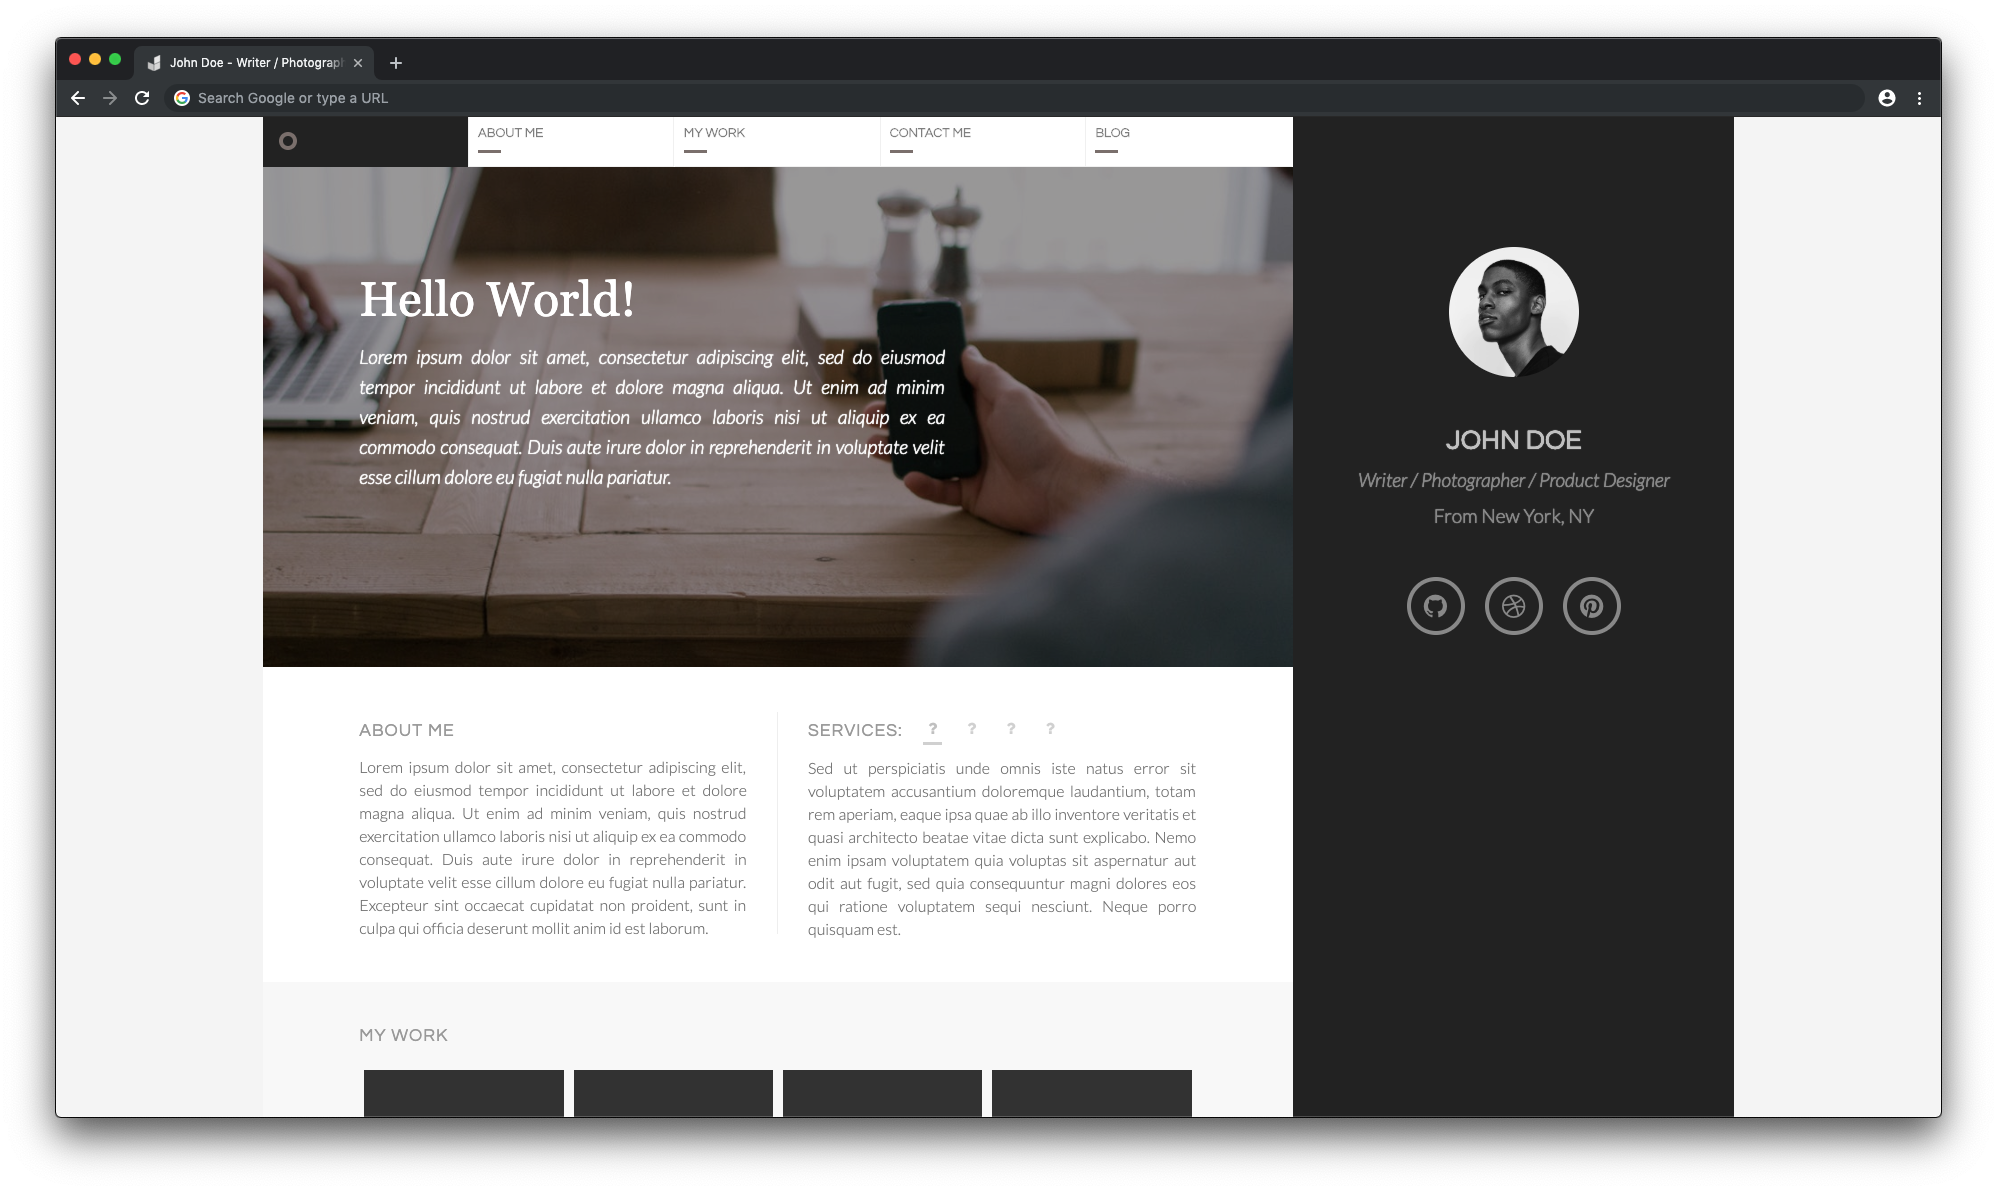 John Doe - Writer / Photograph
Search Google or type a URL
ABOUT ME
MY WORK
CONTACT ME
BLOG
Hello World!
Lorem ipsum dolor sit amet, consectetur adipiscing elit, sed do eiusmod
tempor incididunt ut labore et dolore magna aliqua. Ut enim ad minim
veniam, quis nostrud exercitation ullamco laboris nisi ut aliquip ex ea
commodo consequat. Duis aute irure dolor in reprehenderit in voluptate velit
esse cillum dolore eu fugiat nulla pariatur.
JOHN DOE
Writer / Photographer / Product Designer
From New York, NY
ABOUT ME
Lorem ipsum dolor sit amet, consectetur adipiscing elit,
sed do eiusmod tempor incididunt ut labore et dolore
magna aliqua. Ut enim ad minim veniam, quis nostrud
exercitation ullamco laboris nisi ut aliquip ex ea commodo
consequat. Duis aute irure dolor in reprehenderit in
voluptate velit esse cillum dolore eu fugiat nulla pariatur.
Excepteur sint occaecat cupidatat non proident, sunt in
culpa qui officia deserunt mollit anim id est laborum.
SERVICES: ? ? ? ?
Sed ut perspiciatis unde omnis iste natus error sit
voluptatem accusantium doloremque laudantium, totam
rem aperiam, eaque ipsa quae ab illo inventore veritatis et
quasi architecto beatae vitae dicta sunt explicabo. Nemo
enim ipsam voluptatem quia voluptas sit aspernatur aut
odit aut fugit, sed quia consequuntur magni dolores eos
qui ratione voluptatem sequi nesciunt. Neque porro
quisquam est.
MY WORK